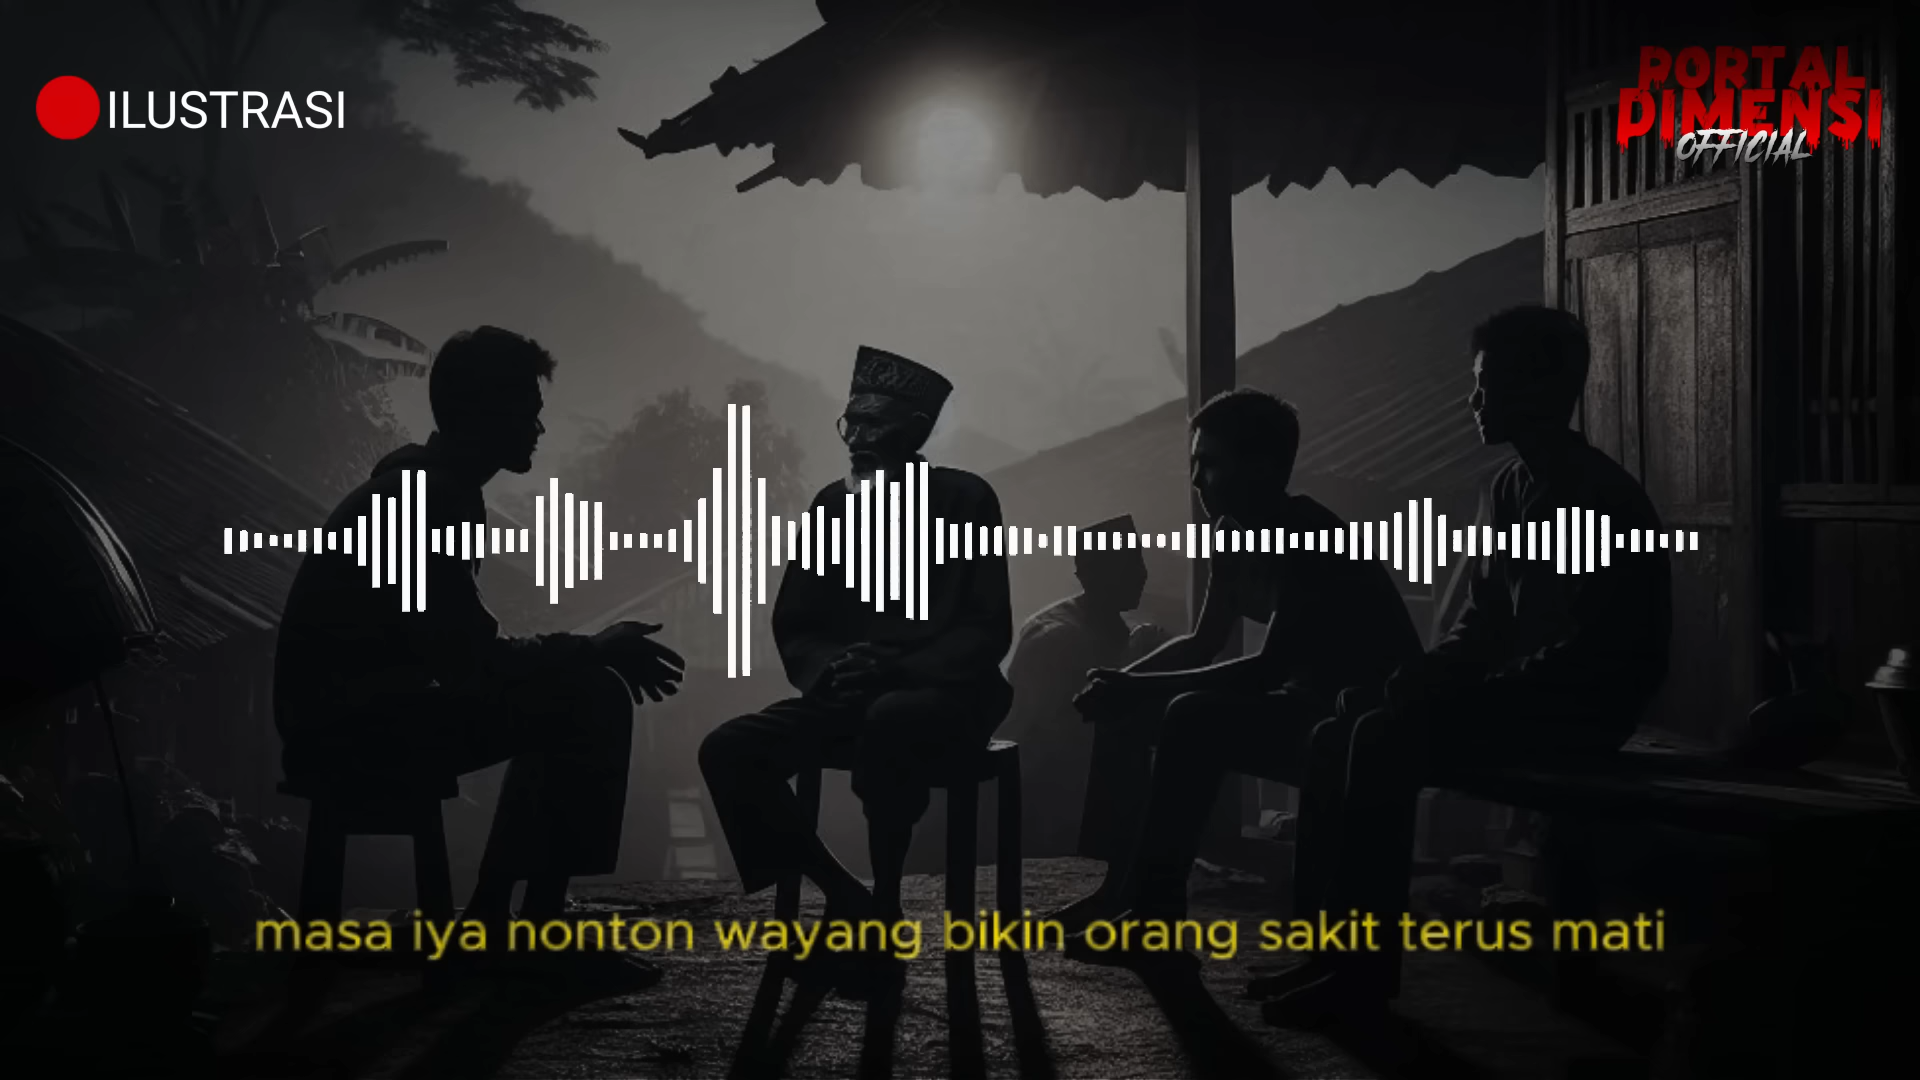 ILUSTRASI
PORTAL
DIMENSI
OFFICIAL
masa iya nonton wayang bikin orang sakit terus mati